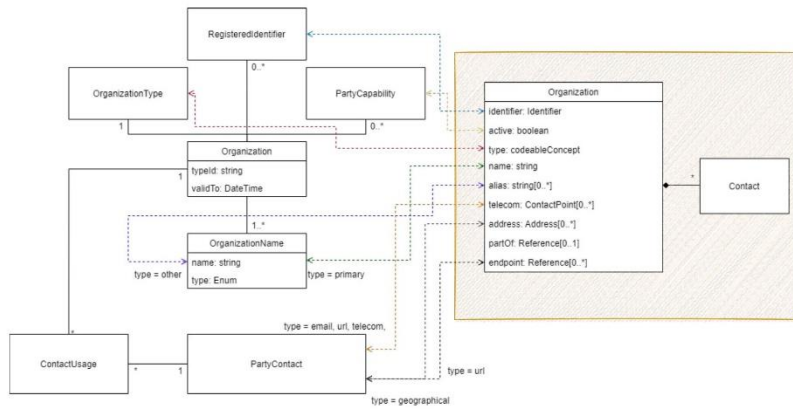 RegisteredIdentifier
0..*
OrganizationType
PartyCapability
1
0..*
Organization
typeId: string
validTo: DateTime
1
1..*
OrganizationName
name: string
type: Enum
type = other
type = primary
type = email, url, telecom,
ContactUsage
*
*
1
PartyContact
type = url
type = geographical
Organization
identifier: Identifier
active: boolean
type: codeableConcept
name: string
alias: string[0..*]
telecom: ContactPoint[0..*]
address: Address[0..*]
partOf: Reference[0..1]
endpoint: Reference[0..*]
*
Contact